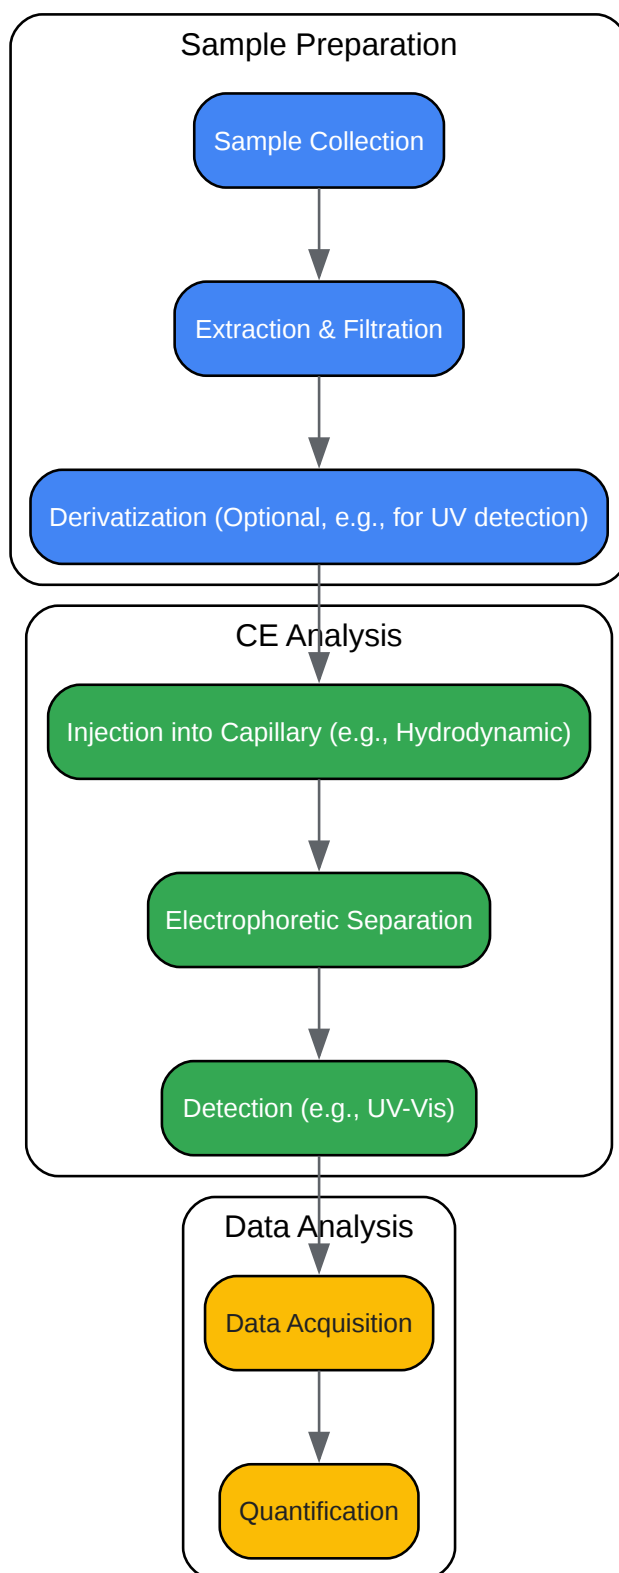 Sample Preparation
Sample Collection
Extraction & Filtration
Derivatization (Optional, e.g., for UV detection)
CE Analysis
Injection into Capillary (e.g., Hydrodynamic)
Electrophoretic Separation
Detection (e.g., UV-Vis)
Data Analysis
Data Acquisition
Quantification